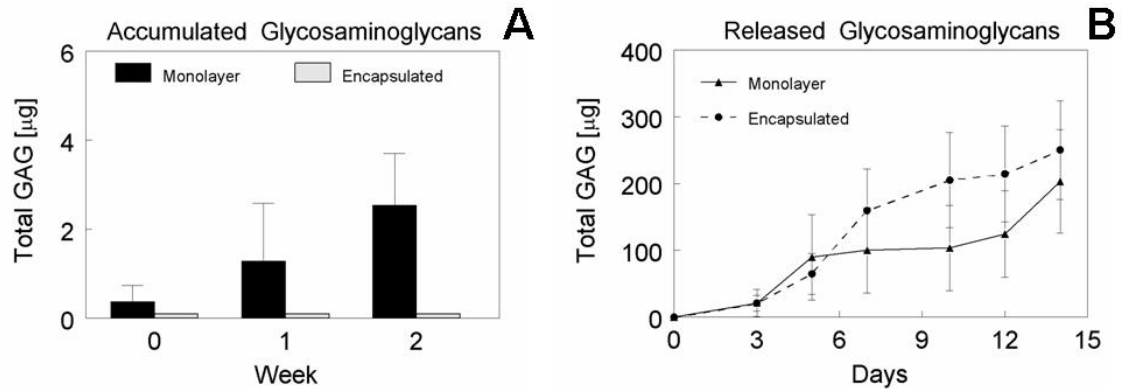 Accumulated Glycosaminoglycans A
6
Monolayer Encapsulated
4
2
0
Total GAG [µg]
0 1 2
Week
Released Glycosaminoglycans B
400
Monolayer
300
Encapsulated
200
100
0
Total GAG [µg]
0 3 6 9 12 15
Days